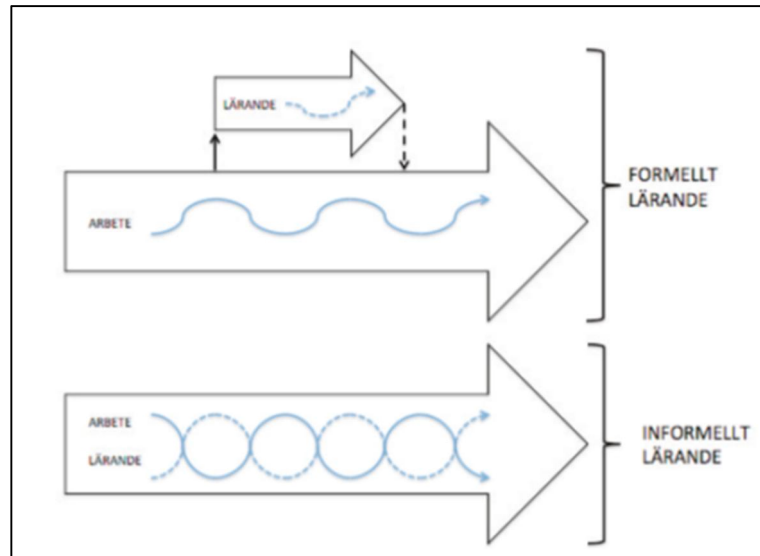 LÄRANDE
ARBETE
FORMELLT
LÄRANDE
ARBETE
LÄRANDE
INFORMELLT
LÄRANDE